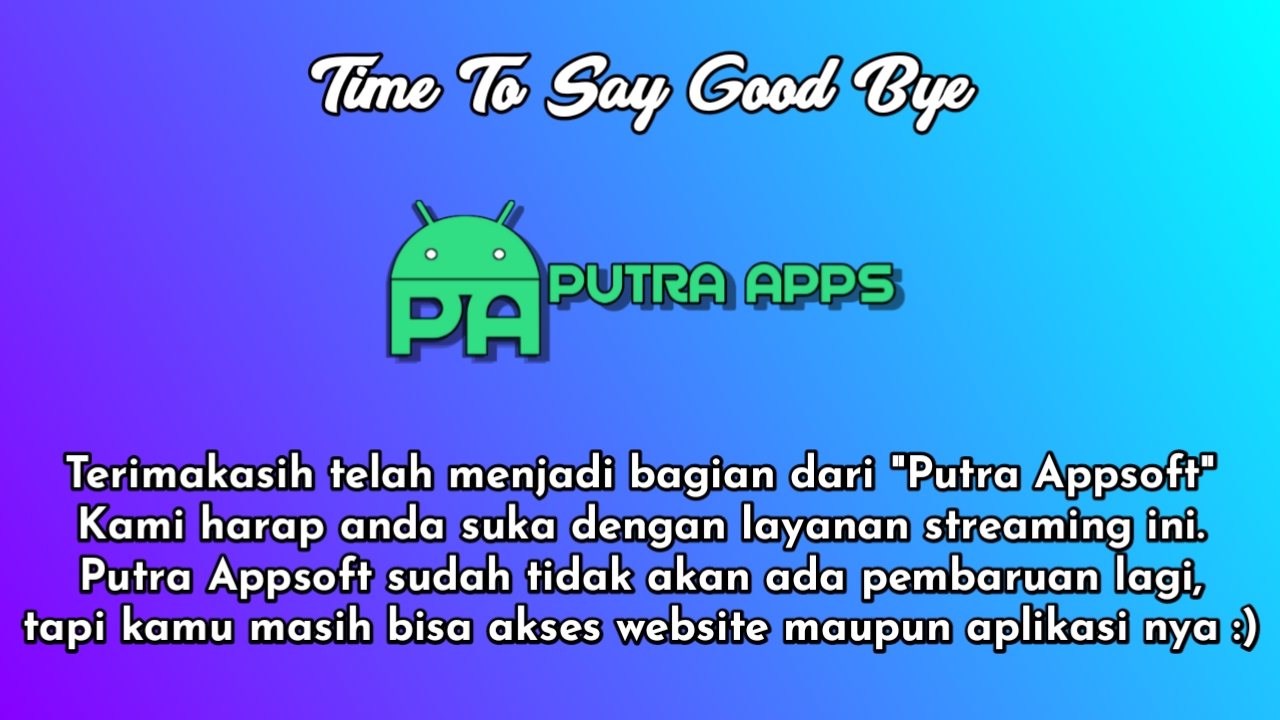 Time To Say Good Bye
PA
PUTRA APPS
Terimakasih telah menjadi bagian dari "Putra Appsoft"
Kami harap anda suka dengan layanan streaming ini.
Putra Appsoft sudah tidak akan ada pembaruan lagi,
tapi kamu masih bisa akses website maupun aplikasi nya :)